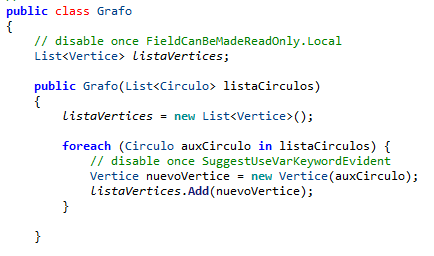 public class Grafo
{
// disable once FieldCanBeMadeReadOnly.Local
List<Vertice> listaVertices;
public Grafo(List<Circulo> listaCirculos)
{
listaVertices = new List<Vertice>();
foreach (Circulo auxCirculo in listaCirculos) {
// disable once SuggestUseVarKeywordEvident
Vertice nuevoVertice = new Vertice(auxCirculo);
listaVertices.Add(nuevoVertice);
}
}